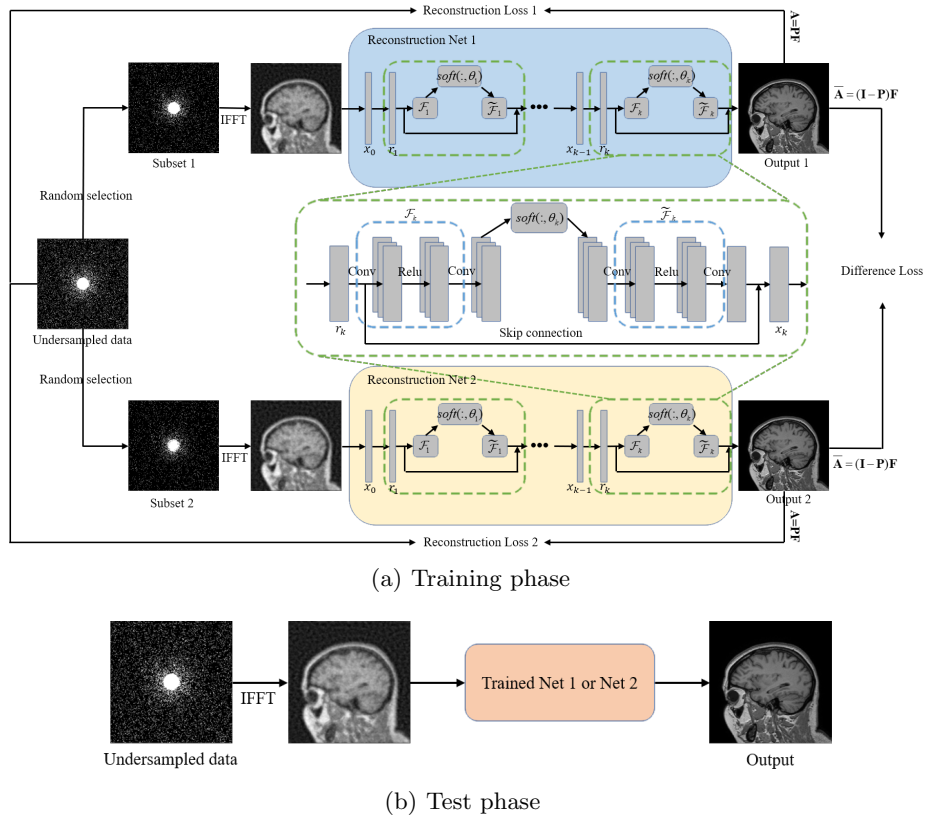 Reconstruction Loss 1
A=PF
Reconstruction Net 1
soft(:, θ₁)
soft(:, θₖ)
ℱ₁
ℱ̃₁
•••
ℱₖ
ℱ̃ₖ
x₀
r₁
xₖ₋₁
rₖ
IFFT
Subset 1
Output 1
A̅ = (I − P)F
Random selection
ℱₖ
soft(:, θₖ)
ℱ̃ₖ
Conv
Relu
Conv
Conv
Relu
Conv
rₖ
Skip connection
xₖ
Difference Loss
Undersampled data
Random selection
Reconstruction Net 2
soft(:, θ₁)
soft(:, θₖ)
ℱ₁
ℱ̃₁
•••
ℱₖ
ℱ̃ₖ
x₀
r₁
xₖ₋₁
rₖ
IFFT
Subset 2
Output 2
A̅ = (I − P)F
A=PF
Reconstruction Loss 2
(a) Training phase
IFFT
Trained Net 1 or Net 2
Undersampled data
Output
(b) Test phase